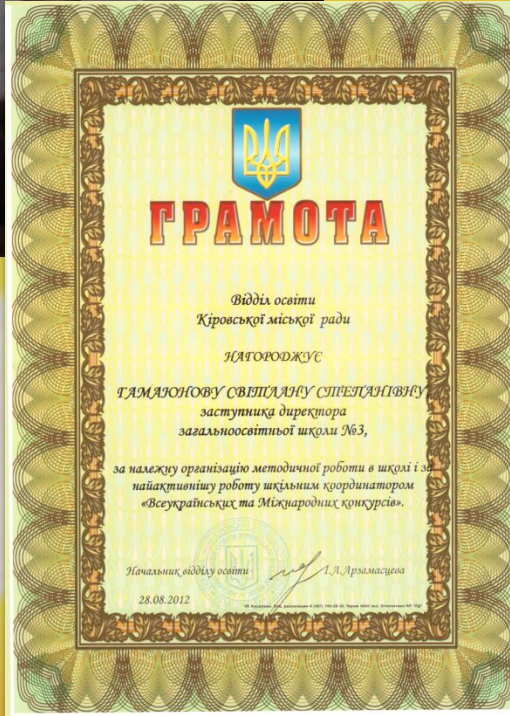 ГРАМОТА
Відділ освіти
Кіровської міської ради
НАГОРОДЖУЄ
ГАМАЮНОВУ СВІТЛАНУ СТЕПАНІВНУ
заступника директора
загальноосвітньої школи №3,
за належну організацію методичної роботи в школі і за
найактивнішу роботу шкільним координатором
«Всеукраїнських та Міжнародних конкурсів».
Начальник відділу освіти І.А.Арзамасцева
28.08.2012